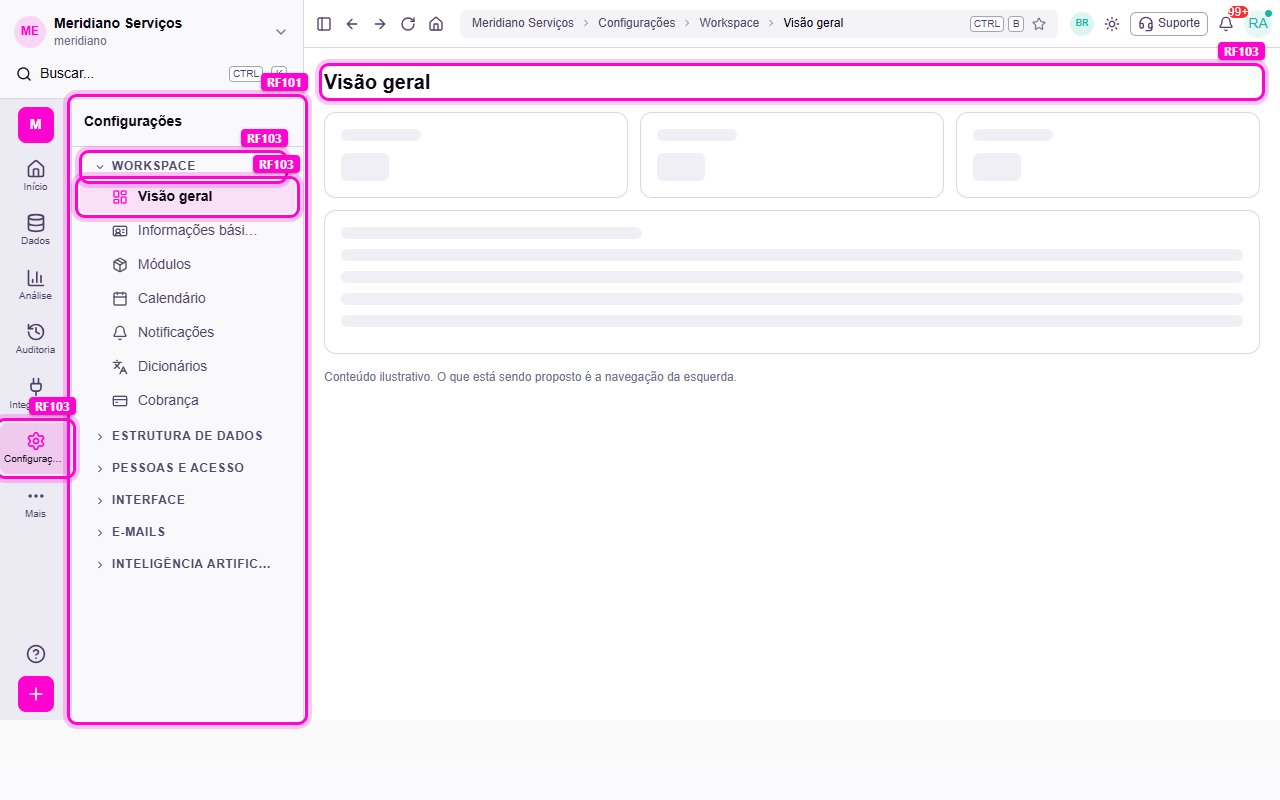 ME
Meridiano Serviços
meridiano
Meridiano Serviços
Configurações
Workspace
Visão geral
CTRL
B
BR
Suporte
99+
RA
Buscar...
CTRL
K
RF101
RF103
Visão geral
M
Início
Dados
Análise
Auditoria
RF103
Configuraç…
Mais
Configurações
RF103
WORKSPACE
RF103
Visão geral
Informações bási…
Módulos
Calendário
Notificações
Dicionários
Cobrança
ESTRUTURA DE DADOS
PESSOAS E ACESSO
INTERFACE
E-MAILS
INTELIGÊNCIA ARTIFIC…
Conteúdo ilustrativo. O que está sendo proposto é a navegação da esquerda.